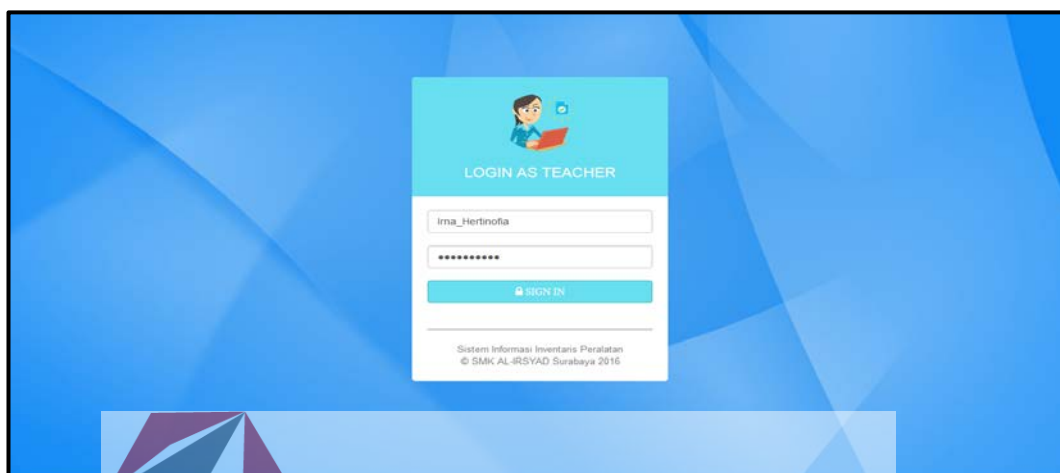 LOGIN AS TEACHER
Irna_Hertinofia
••••••••••
SIGN IN
Sistem Informasi Inventaris Peralatan
© SMK AL-IRSYAD Surabaya 2016